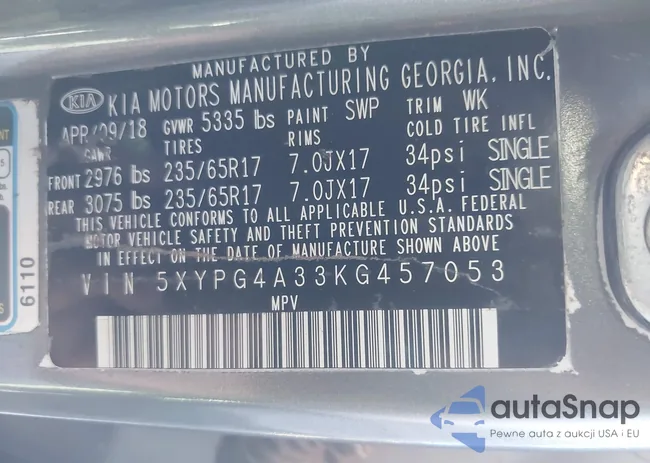 MANUFACTURED BY
KIA KIA MOTORS MANUFACTURING GEORGIA, INC.
APR/09/18 GVWR 5335 lbs PAINT SWP TRIM WK
GAWR TIRES RIMS COLD TIRE INFL
FRONT 2976 lbs 235/65R17 7.0JX17 34psi SINGLE
REAR 3075 lbs 235/65R17 7.0JX17 34psi SINGLE
THIS VEHICLE CONFORMS TO ALL APPLICABLE U.S.A. FEDERAL
MOTOR VEHICLE SAFETY AND THEFT PREVENTION STANDARDS
IN EFFECT ON THE DATE OF MANUFACTURE SHOWN ABOVE
VIN 5XYPG4A33KG457053
MPV
6110
autaSnap
Pewne auta z aukcji USA i EU